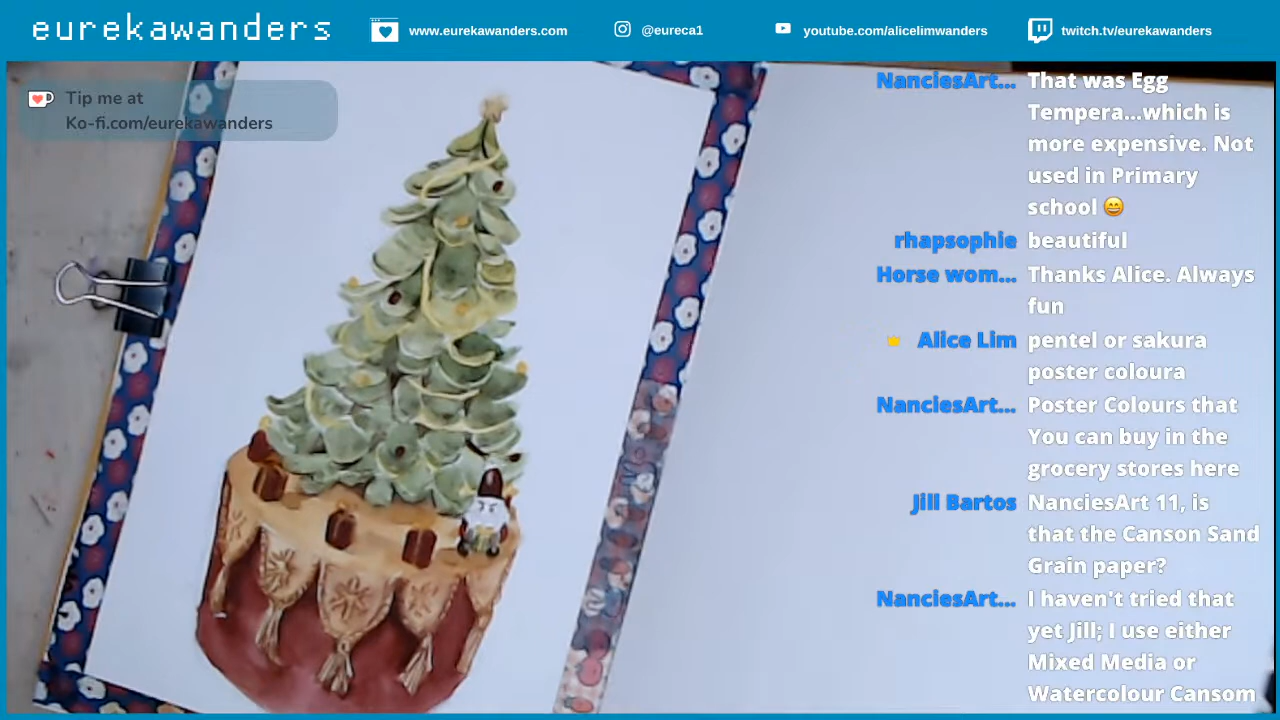 eurekawanders
www.eurekawanders.com
@eureca1
youtube.com/alicelimwanders
twitch.tv/eurekawanders
Tip me at
Ko-fi.com/eurekawanders
NanciesArt... That was Egg
Tempera...which is
more expensive. Not
used in Primary
school 😄
rhapsophie beautiful
Horse wom... Thanks Alice. Always
fun
Alice Lim pentel or sakura
poster coloura
NanciesArt... Poster Colours that
You can buy in the
grocery stores here
Jill Bartos NanciesArt 11, is
that the Canson Sand
Grain paper?
NanciesArt... I haven't tried that
yet Jill; I use either
Mixed Media or
Watercolour Cansom